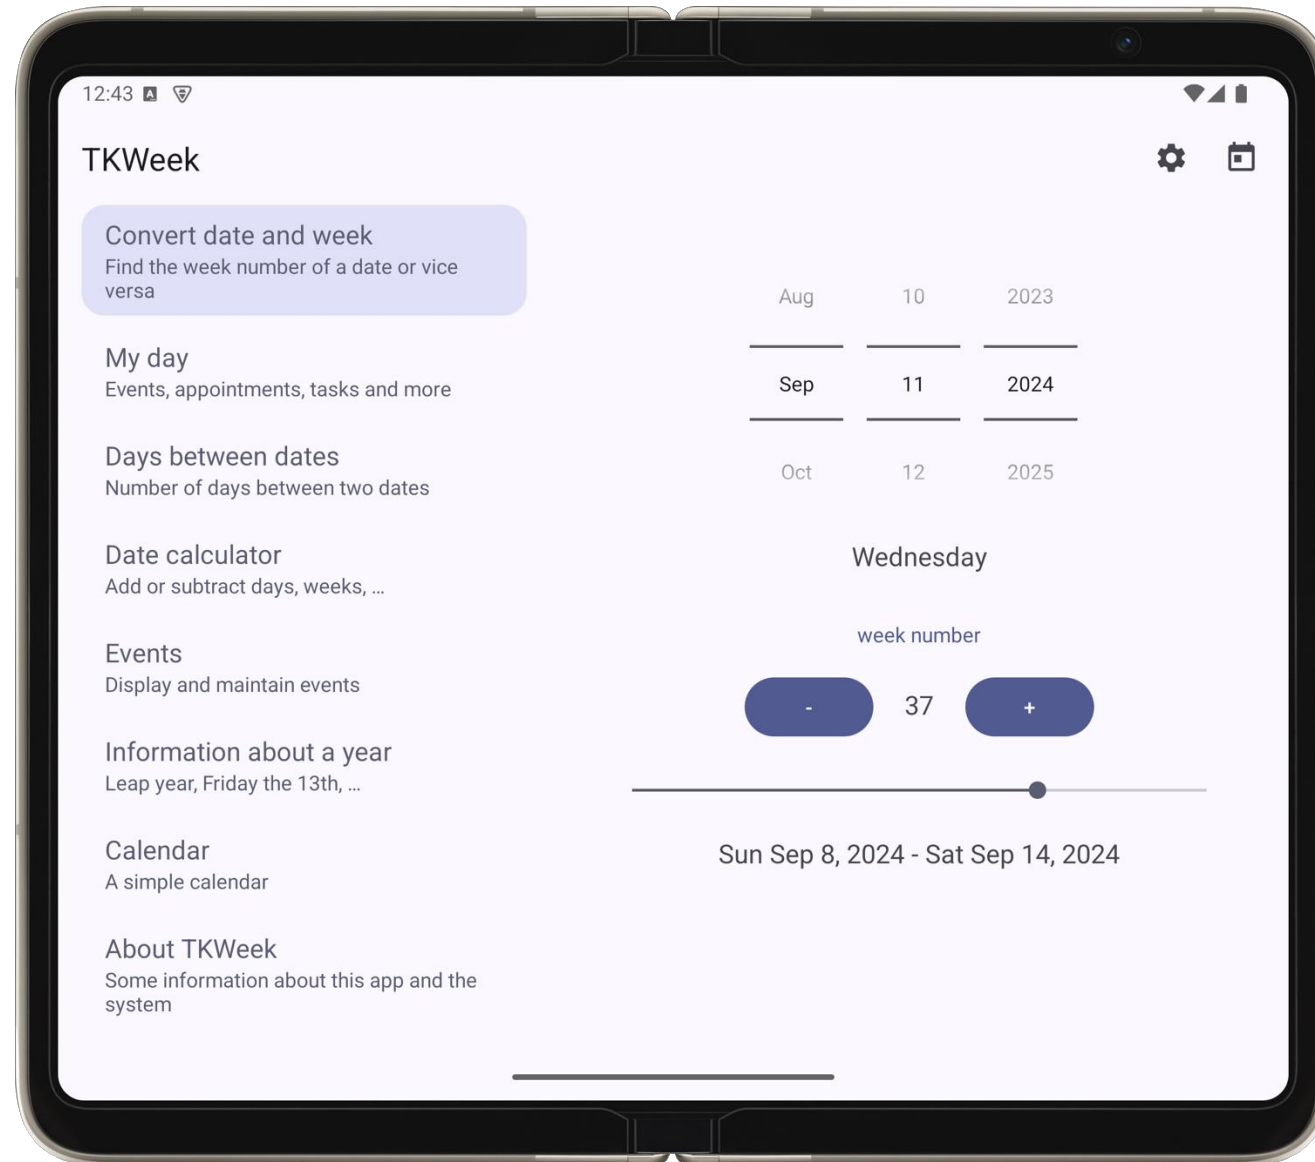 12:43
TKWeek
Convert date and week
Find the week number of a date or vice
versa
My day
Events, appointments, tasks and more
Days between dates
Number of days between two dates
Date calculator
Add or subtract days, weeks, ...
Events
Display and maintain events
Information about a year
Leap year, Friday the 13th, ...
Calendar
A simple calendar
About TKWeek
Some information about this app and the
system
Aug 10 2023
Sep 11 2024
Oct 12 2025
Wednesday
week number
- 37 +
Sun Sep 8, 2024 - Sat Sep 14, 2024